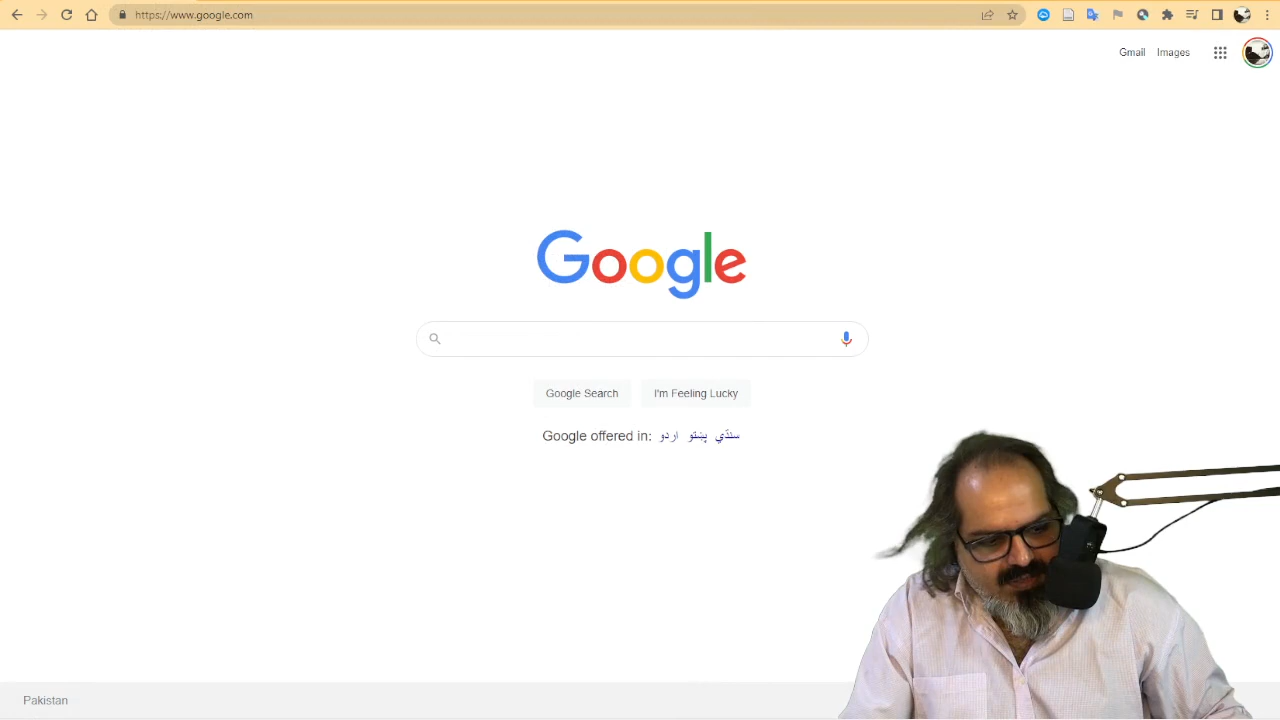 https://www.google.com
Gmail Images
Google
Google Search I'm Feeling Lucky
Google offered in: اردو پښتو سنڌي
Pakistan